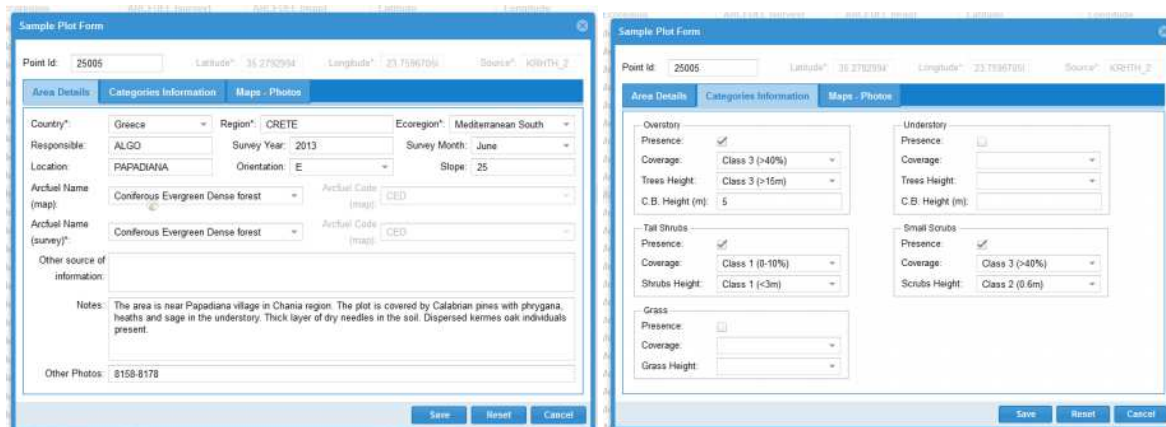 Sample Plot Form
Point Id: 25005 Latitude*: Longitude*: Source*: KRHTH_2
Area Details Categories Information Maps - Photos
Country*: Greece Region*: CRETE Ecoregion*: Mediterranean South
Responsible: ALGO Survey Year: 2013 Survey Month: June
Location: PAPADIANA Orientation: E Slope: 25
Arcfuel Name (map): Coniferous Evergreen Dense forest Arcfuel Code (map): CED
Arcfuel Name (survey)*: Coniferous Evergreen Dense forest Arcfuel Code (map): CED
Other source of information:
Notes: The area is near Papadiana village in Chania region. The plot is covered by Calabrian pines with phrygana,
heaths and sage in the understory. Thick layer of dry needles in the soil. Dispersed kermes oak individuals
present.
Other Photos: 8158-8178
Save Reset Cancel
Sample Plot Form
Point Id: 25005 Latitude*: Longitude*: Source*: KRHTH_2
Area Details Categories Information Maps - Photos
Overstory
Presence:
Coverage: Class 3 (>40%)
Trees Height: Class 3 (>15m)
C.B. Height (m): 5
Understory
Presence:
Coverage:
Trees Height:
C.B. Height (m):
Tall Shrubs
Presence:
Coverage: Class 1 (0-10%)
Shrubs Height: Class 1 (<3m)
Small Scrubs
Presence:
Coverage: Class 3 (>40%)
Scrubs Height: Class 2 (0.6m)
Grass
Presence:
Coverage:
Grass Height:
Save Reset Cancel